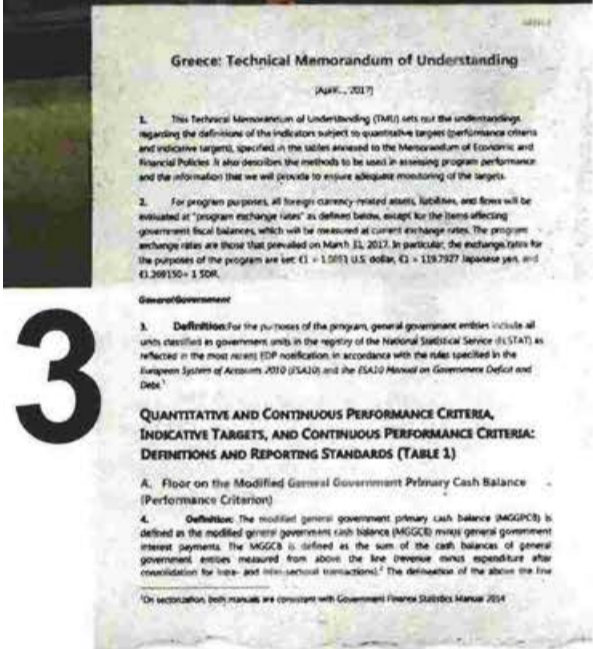 Greece: Technical Memorandum of Understanding
[April..., 2017]
1. This Technical Memorandum of Understanding (TMU) sets out the understandings
regarding the definitions of the indicators subject to quantitative targets (performance criteria
and indicative targets), specified in the tables annexed to the Memorandum of Economic and
Financial Policies. It also describes the methods to be used in assessing program performance
and the information that we will provide to ensure adequate monitoring of the targets.
2. For program purposes, all foreign currency-related assets, liabilities, and flows will be
evaluated at "program exchange rates" as defined below, except for the items affecting
government fiscal balances, which will be measured at current exchange rates. The program
exchange rates are those that prevailed on March 31, 2017. In particular, the exchange rates for
the purposes of the program are set €1 = U.S. dollar, €1 = 119.7927 Japanese yen, and
€1.269150= 1 SDR.
General Government
3. Definition: For the purposes of the program, general government entities include all
units classified as government units in the registry of the National Statistical Service (ELSTAT) as
reflected in the most recent EDP notification, in accordance with the rules specified in the
European System of Accounts 2010 (ESA10) and the ESA10 Manual on Government Deficit and
Debt.¹
3
QUANTITATIVE AND CONTINUOUS PERFORMANCE CRITERIA,
INDICATIVE TARGETS, AND CONTINUOUS PERFORMANCE CRITERIA:
DEFINITIONS AND REPORTING STANDARDS (TABLE 1)
A. Floor on the Modified General Government Primary Cash Balance
(Performance Criterion)
4. Definition: The modified general government primary cash balance (MGGPCB) is
defined as the modified general government cash balance (MGGCB) minus general government
interest payments. The MGGCB is defined as the sum of the cash balances of general
government entities measured from above the line (revenue minus expenditure after
consolidation for intra- and inter-sectoral transactions).² The delineation of the above the line
¹On sectorization, both manuals are consistent with Government Finance Statistics Manual 2014